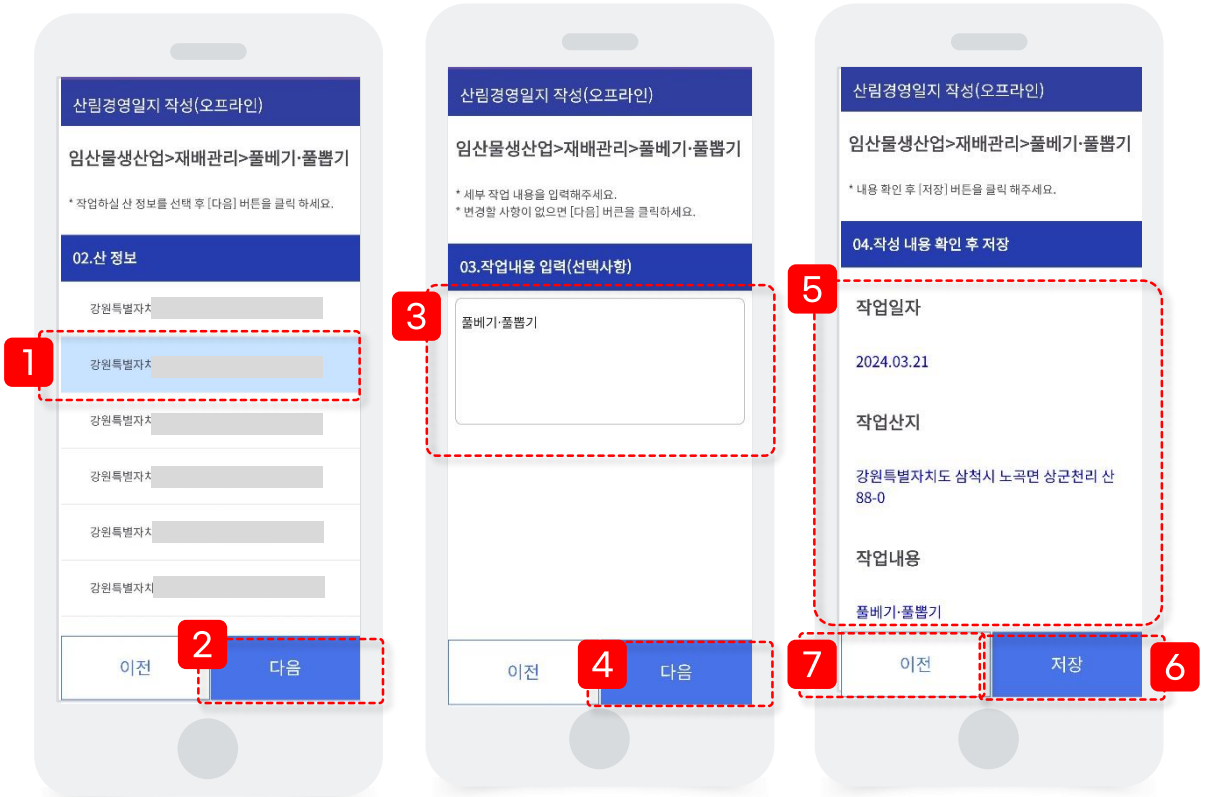 산림경영일지 작성(오프라인)
임산물생산업>재배관리>풀베기·풀뽑기
* 작업하실 산 정보를 선택 후 [다음] 버튼을 클릭 하세요.
02.산 정보
강원특별자치
1
강원특별자치
강원특별자치
강원특별자치
강원특별자치
강원특별자치
이전
2
다음
산림경영일지 작성(오프라인)
임산물생산업>재배관리>풀베기·풀뽑기
* 세부 작업 내용을 입력해주세요.
* 변경할 사항이 없으면 [다음] 버큰을 클릭하세요.
03.작업내용 입력(선택사항)
3
풀베기·풀뽑기
이전
4
다음
산림경영일지 작성(오프라인)
임산물생산업>재배관리>풀베기·풀뽑기
* 내용 확인 후 [저장] 버튼을 클릭 해주세요.
04.작성 내용 확인 후 저장
5
작업일자
2024.03.21
작업산지
강원특별자치도 삼척시 노곡면 상군천리 산
88-0
작업내용
풀베기·풀뽑기
7
이전
저장
6